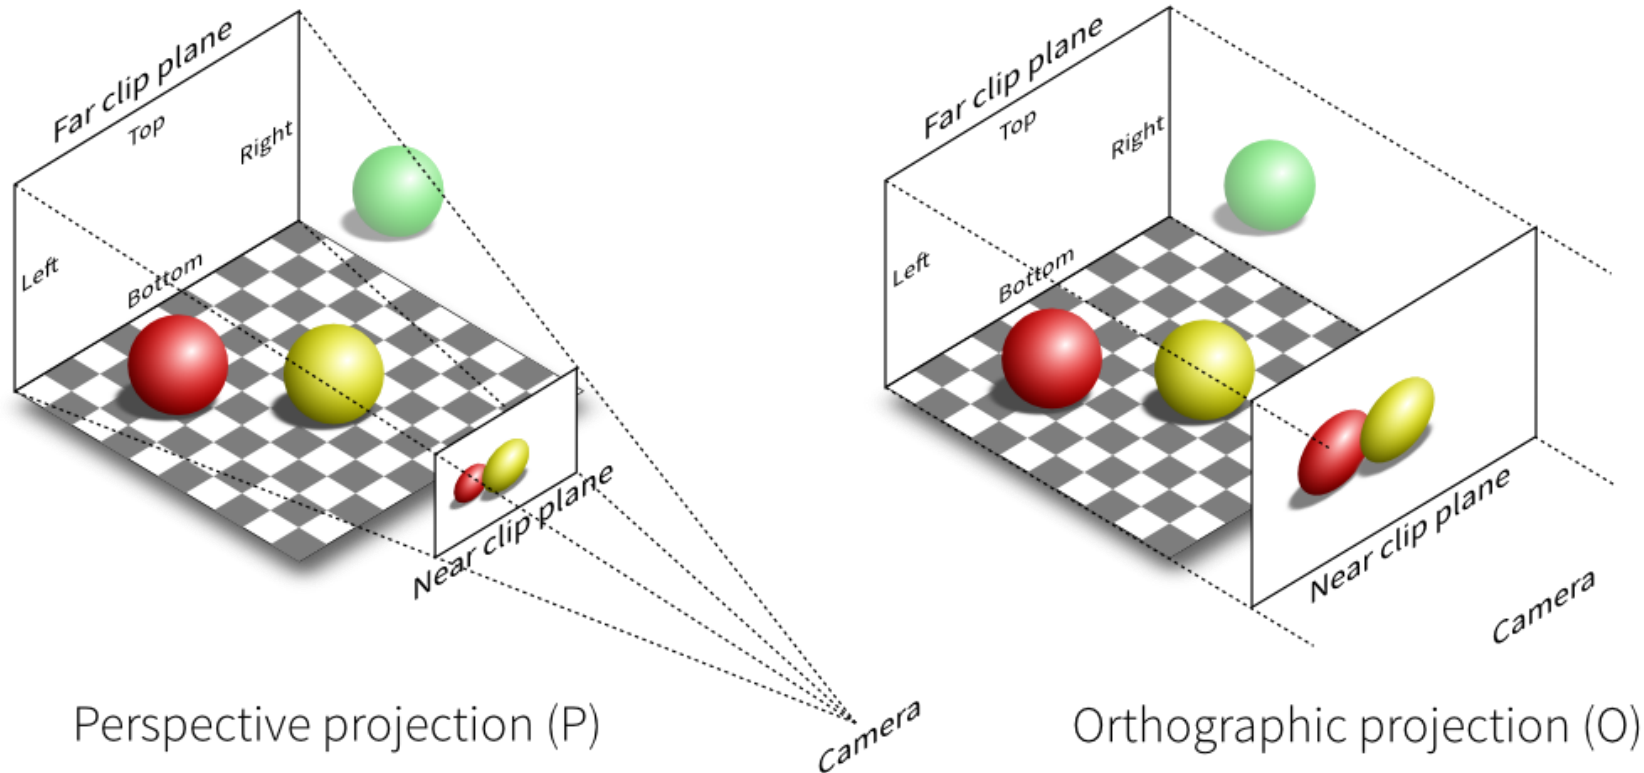 Far clip plane
Top
Right
Left
Bottom
Near clip plane
Camera
Perspective projection (P)
Far clip plane
Top
Right
Left
Bottom
Near clip plane
Camera
Orthographic projection (O)